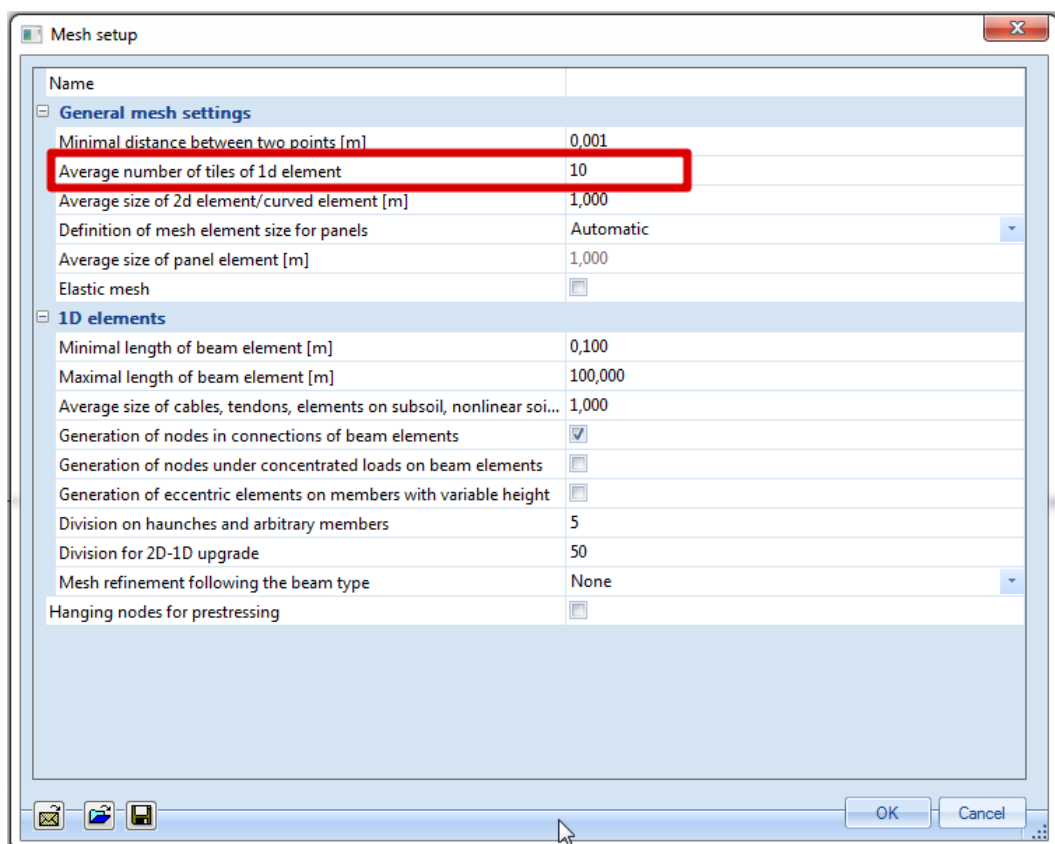 Mesh setup
Name
General mesh settings
Minimal distance between two points [m] 0,001
Average number of tiles of 1d element 10
Average size of 2d element/curved element [m] 1,000
Definition of mesh element size for panels Automatic
Average size of panel element [m] 1,000
Elastic mesh
1D elements
Minimal length of beam element [m] 0,100
Maximal length of beam element [m] 100,000
Average size of cables, tendons, elements on subsoil, nonlinear soi... 1,000
Generation of nodes in connections of beam elements
Generation of nodes under concentrated loads on beam elements
Generation of eccentric elements on members with variable height
Division on haunches and arbitrary members 5
Division for 2D-1D upgrade 50
Mesh refinement following the beam type None
Hanging nodes for prestressing
OK Cancel